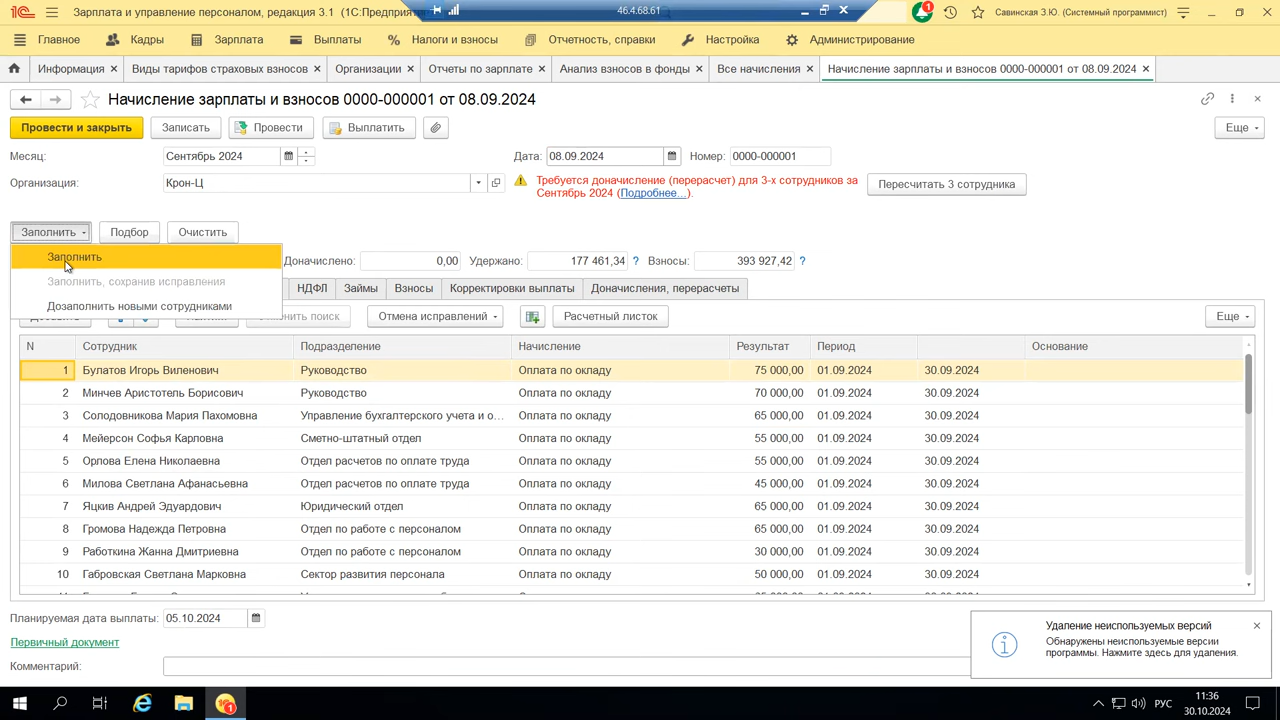 Зарплата и управление персоналом, редакция 3.1 (1С:Предприят
46.4.68.61
1
Савинская З.Ю. (Системный программист)
Главное
Кадры
Зарплата
Выплаты
Налоги и взносы
Отчетность, справки
Настройка
Администрирование
Информация
Виды тарифов страховых взносов
Организации
Отчеты по зарплате
Анализ взносов в фонды
Все начисления
Начисление зарплаты и взносов 0000-000001 от 08.09.2024
Начисление зарплаты и взносов 0000-000001 от 08.09.2024
Провести и закрыть
Записать
Провести
Выплатить
Еще
Месяц:
Сентябрь 2024
Дата:
08.09.2024
Номер:
0000-000001
Организация:
Крон-Ц
Требуется доначисление (перерасчет) для 3-х сотрудников за
Сентябрь 2024 (Подробнее...).
Пересчитать 3 сотрудника
Заполнить
Подбор
Очистить
Заполнить
Заполнить, сохранив исправления
Дозаполнить новыми сотрудниками
Доначислено:
0,00
Удержано:
177 461,34
?
Взносы:
393 927,42
?
НДФЛ
Займы
Взносы
Корректировки выплаты
Доначисления, перерасчеты
Отмена исправлений
Расчетный листок
Еще
N Сотрудник Подразделение Начисление Результат Период Основание
1 Булатов Игорь Виленович Руководство Оплата по окладу 75 000,00 01.09.2024 30.09.2024
2 Минчев Аристотель Борисович Руководство Оплата по окладу 70 000,00 01.09.2024 30.09.2024
3 Солодовникова Мария Пахомовна Управление бухгалтерского учета и о... Оплата по окладу 65 000,00 01.09.2024 30.09.2024
4 Мейерсон Софья Карловна Сметно-штатный отдел Оплата по окладу 55 000,00 01.09.2024 30.09.2024
5 Орлова Елена Николаевна Отдел расчетов по оплате труда Оплата по окладу 55 000,00 01.09.2024 30.09.2024
6 Милова Светлана Афанасьевна Отдел расчетов по оплате труда Оплата по окладу 45 000,00 01.09.2024 30.09.2024
7 Яцкив Андрей Эдуардович Юридический отдел Оплата по окладу 65 000,00 01.09.2024 30.09.2024
8 Громова Надежда Петровна Отдел по работе с персоналом Оплата по окладу 65 000,00 01.09.2024 30.09.2024
9 Работкина Жанна Дмитриевна Отдел по работе с персоналом Оплата по окладу 30 000,00 01.09.2024 30.09.2024
10 Габровская Светлана Марковна Сектор развития персонала Оплата по окладу 50 000,00 01.09.2024 30.09.2024
Планируемая дата выплаты:
05.10.2024
Первичный документ
Комментарий:
Удаление неиспользуемых версий
Обнаружены неиспользуемые версии
программы. Нажмите здесь для удаления.
1
РУС
11:36
30.10.2024